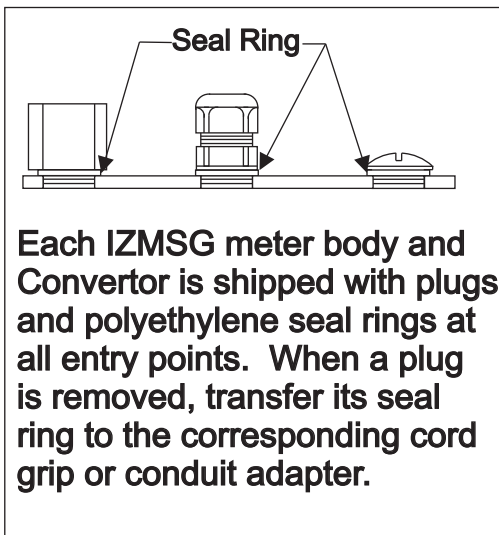 Seal Ring
Each IZMSG meter body and
Convertor is shipped with plugs
and polyethylene seal rings at
all entry points.  When a plug
is removed, transfer its seal
ring to the corresponding cord
grip or conduit adapter.